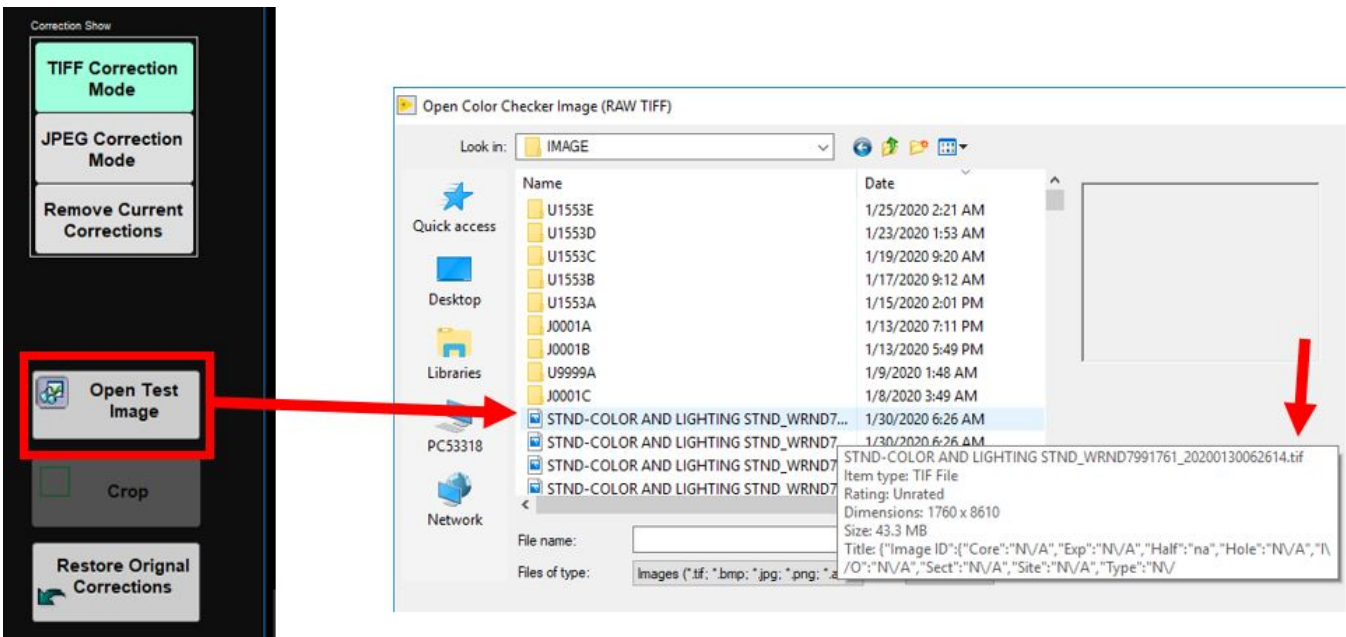 Correction Show
TIFF Correction
Mode
JPEG Correction
Mode
Remove Current
Corrections
Open Test
Image
Crop
Restore Orignal
Corrections
Open Color Checker Image (RAW TIFF)
Look in:
IMAGE
Quick access
Desktop
Libraries
PC53318
Network
Name Date
U1553E 1/25/2020 2:21 AM
U1553D 1/23/2020 1:53 AM
U1553C 1/19/2020 9:20 AM
U1553B 1/17/2020 9:12 AM
U1553A 1/15/2020 2:01 PM
J0001A 1/13/2020 7:11 PM
J0001B 1/13/2020 5:49 PM
U9999A 1/9/2020 1:48 AM
J0001C 1/8/2020 3:49 AM
STND-COLOR AND LIGHTING STND_WRND7... 1/30/2020 6:26 AM
STND-COLOR AND LIGHTING STND_WRND7 1/30/2020 6:26 AM
STND-COLOR AND LIGHTING STND_WRND7
STND-COLOR AND LIGHTING STND_WRND7
STND-COLOR AND LIGHTING STND_WRND7991761_20200130062614.tif
Item type: TIF File
Rating: Unrated
Dimensions: 1760 x 8610
Size: 43.3 MB
Title: {"Image ID":{"Core":"N\/A","Exp":"N\/A","Half":"na","Hole":"N\/A","I\
/O":"N\/A","Sect":"N\/A","Site":"N\/A","Type":"N\/
File name:
Files of type:
Images (*.tif; *.bmp; *.jpg; *.png; *.a